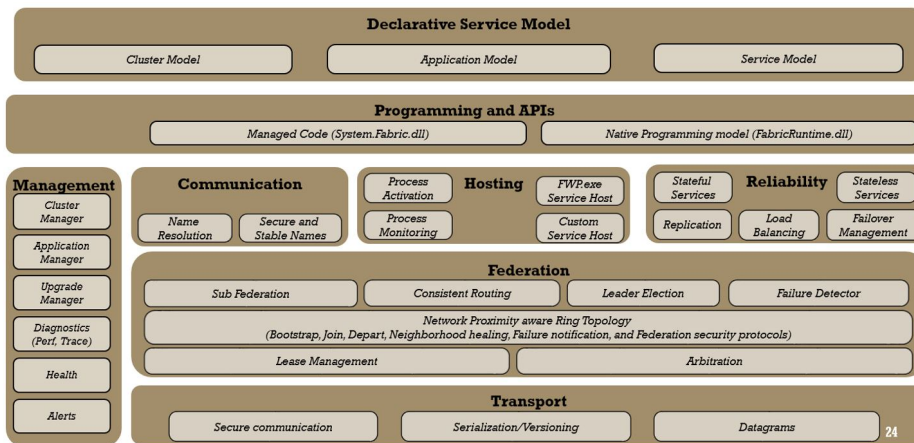 Declarative Service Model
Cluster Model
Application Model
Service Model
Programming and APIs
Managed Code (System.Fabric.dll)
Native Programming model (FabricRuntime.dll)
Management
Cluster
Manager
Application
Manager
Upgrade
Manager
Diagnostics
(Perf, Trace)
Health
Alerts
Communication
Name
Resolution
Secure and
Stable Names
Hosting
Process
Activation
FWP.exe
Service Host
Process
Monitoring
Custom
Service Host
Reliability
Stateful
Services
Stateless
Services
Replication
Load
Balancing
Failover
Management
Federation
Sub Federation
Consistent Routing
Leader Election
Failure Detector
Network Proximity aware Ring Topology
(Bootstrap, Join, Depart, Neighborhood healing, Failure notification, and Federation security protocols)
Lease Management
Arbitration
Transport
Secure communication
Serialization/Versioning
Datagrams
24